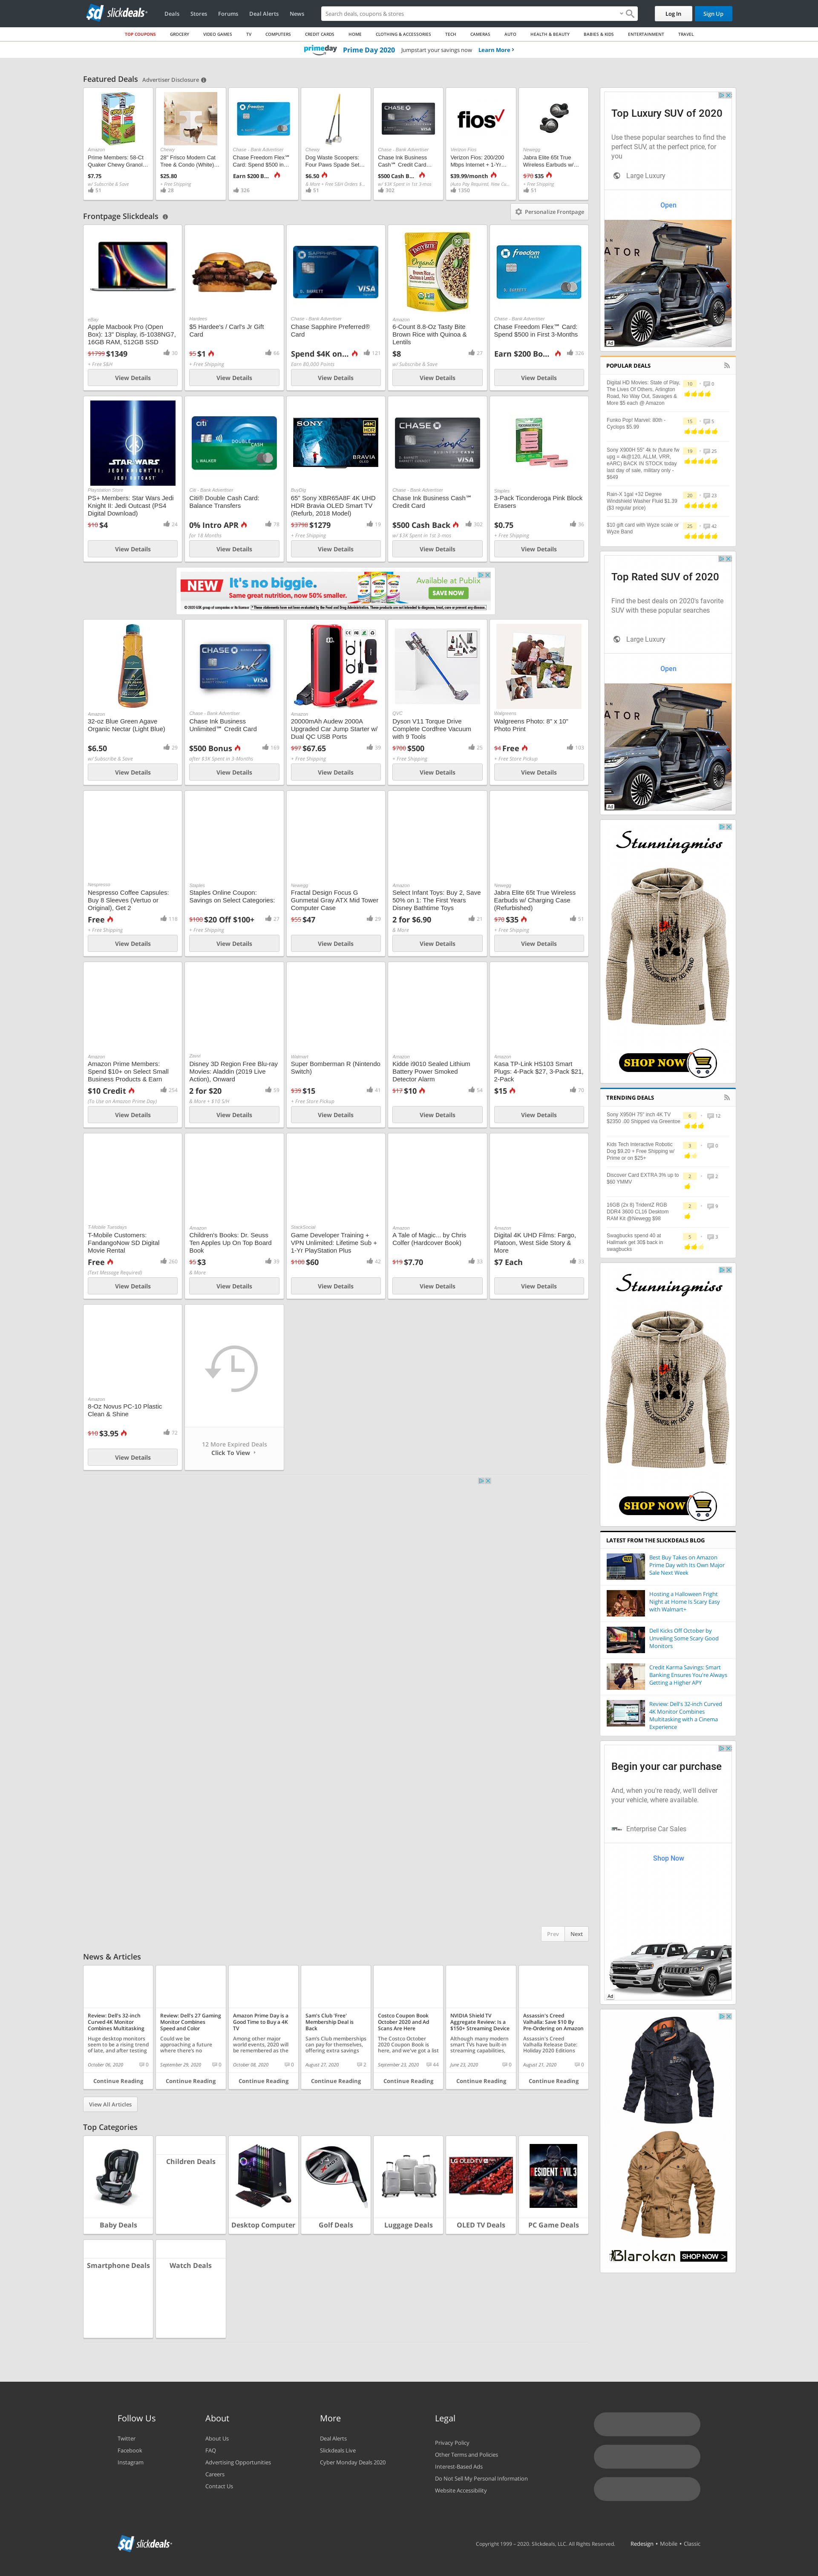 slickdeals
Deals
Stores
Forums
Deal Alerts
News
Search deals, coupons & stores
Log In
Sign Up
TOP COUPONS
GROCERY
VIDEO GAMES
TV
COMPUTERS
CREDIT CARDS
HOME
CLOTHING & ACCESSORIES
TECH
CAMERAS
AUTO
HEALTH & BEAUTY
BABIES & KIDS
ENTERTAINMENT
TRAVEL
primeday
Prime Day 2020
Jumpstart your savings now
Learn More
Featured Deals
Advertiser Disclosure
Amazon
Prime Members: 58-Ct
Quaker Chewy Granol...
$7.75
w/ Subscribe & Save
51
Chewy
28" Frisco Modern Cat
Tree & Condo (White)...
$25.80
+ Free Shipping
28
Chase - Bank Advertiser
Chase Freedom Flex℠
Card: Spend $500 in...
Earn $200 B...
326
Chewy
Dog Waste Scoopers:
Four Paws Spade Set...
$6.50
& More + Free S&H Orders $...
51
Chase - Bank Advertiser
Chase Ink Business
Cash℠ Credit Card...
$500 Cash B...
w/ $3K Spent in 1st 3-mos
302
Verizon Fios
Verizon Fios: 200/200
Mbps Internet + 1-Yr...
$39.99/month
(Auto Pay Required, New Cu...
1350
Newegg
Jabra Elite 65t True
Wireless Earbuds w/...
$70 $35
+ Free Shipping
51
Frontpage Slickdeals
Personalize Frontpage
eBay
Apple Macbook Pro (Open
Box): 13" Display, i5-1038NG7,
16GB RAM, 512GB SSD
$1799 $1349
30
+ Free S&H
View Details
Hardees
$5 Hardee's / Carl's Jr Gift
Card
$5 $1
66
+ Free Shipping
View Details
Chase - Bank Advertiser
Chase Sapphire Preferred®
Card
Spend $4K on...
121
Earn 60,000 Points
View Details
Amazon
6-Count 8.8-Oz Tasty Bite
Brown Rice with Quinoa &
Lentils
$8
27
w/ Subscribe & Save
View Details
Chase - Bank Advertiser
Chase Freedom Flex℠ Card:
Spend $500 in First 3-Months
Earn $200 Bo...
326
View Details
Playstation Store
PS+ Members: Star Wars Jedi
Knight II: Jedi Outcast (PS4
Digital Download)
$10 $4
24
View Details
Citi - Bank Advertiser
Citi® Double Cash Card:
Balance Transfers
0% Intro APR
78
for 18 Months
View Details
BuyDig
65" Sony XBR65A8F 4K UHD
HDR Bravia OLED Smart TV
(Refurb, 2018 Model)
$3798 $1279
19
+ Free Shipping
View Details
Chase - Bank Advertiser
Chase Ink Business Cash℠
Credit Card
$500 Cash Back
302
w/ $3K Spent in 1st 3-mos
View Details
Staples
3-Pack Ticonderoga Pink Block
Erasers
$0.75
36
+ Free Shipping
View Details
NEW
It's no biggie.
Same great nutrition, now 50% smaller.
Available at Publix
SAVE NOW
Amazon
32-oz Blue Green Agave
Organic Nectar (Light Blue)
$6.50
29
w/ Subscribe & Save
View Details
Chase - Bank Advertiser
Chase Ink Business
Unlimited℠ Credit Card
$500 Bonus
169
after $3K Spent in 3-Months
View Details
Amazon
20000mAh Audew 2000A
Upgraded Car Jump Starter w/
Dual QC USB Ports
$97 $67.65
39
+ Free Shipping
View Details
QVC
Dyson V11 Torque Drive
Complete Cordfree Vacuum
with 9 Tools
$700 $500
25
+ Free Shipping
View Details
Walgreens
Walgreens Photo: 8" x 10"
Photo Print
$4 Free
103
+ Free Store Pickup
View Details
Nespresso
Nespresso Coffee Capsules:
Buy 8 Sleeves (Vertuo or
Original), Get 2
Free
118
+ Free Shipping
View Details
Staples
Staples Online Coupon:
Savings on Select Categories:
$100 $20 Off $100+
27
+ Free Shipping
View Details
Newegg
Fractal Design Focus G
Gunmetal Gray ATX Mid Tower
Computer Case
$55 $47
29
View Details
Amazon
Select Infant Toys: Buy 2, Save
50% on 1: The First Years
Disney Bathtime Toys
2 for $6.90
21
& More
View Details
Newegg
Jabra Elite 65t True Wireless
Earbuds w/ Charging Case
(Refurbished)
$70 $35
51
+ Free Shipping
View Details
Amazon
Amazon Prime Members:
Spend $10+ on Select Small
Business Products & Earn
$10 Credit
254
(To Use on Amazon Prime Day)
View Details
Zavvi
Disney 3D Region Free Blu-ray
Movies: Aladdin (2019 Live
Action), Onward
2 for $20
59
& More + $10 S/H
View Details
Walmart
Super Bomberman R (Nintendo
Switch)
$39 $15
41
+ Free Store Pickup
View Details
Amazon
Kidde i9010 Sealed Lithium
Battery Power Smoked
Detector Alarm
$17 $10
54
View Details
Amazon
Kasa TP-Link HS103 Smart
Plugs: 4-Pack $27, 3-Pack $21,
2-Pack
$15
70
View Details
T-Mobile Tuesdays
T-Mobile Customers:
FandangoNow SD Digital
Movie Rental
Free
200
(Text Message Required)
View Details
Amazon
Children's Books: Dr. Seuss
Ten Apples Up On Top Board
Book
$5 $3
39
& More
View Details
StackSocial
Game Developer Training +
VPN Unlimited: Lifetime Sub +
1-Yr PlayStation Plus
$100 $60
42
View Details
Amazon
A Tale of Magic... by Chris
Colfer (Hardcover Book)
$19 $7.70
33
View Details
Amazon
Digital 4K UHD Films: Fargo,
Platoon, West Side Story &
More
$7 Each
33
View Details
Amazon
8-Oz Novus PC-10 Plastic
Clean & Shine
$10 $3.95
72
View Details
12 More Expired Deals
Click To View
Prev
Next
News & Articles
Review: Dell's 32-inch
Curved 4K Monitor
Combines Multitasking
Huge desktop monitors
seem to be a rising trend
of late, and after testing
October 06, 2020
0
Continue Reading
Review: Dell's 27 Gaming
Monitor Combines
Speed and Color
Could we be
approaching a future
where there's no
September 29, 2020
0
Continue Reading
Amazon Prime Day is a
Good Time to Buy a 4K
TV
Among other major
world events, 2020 will
be remembered as the
October 08, 2020
0
Continue Reading
Sam's Club 'Free'
Membership Deal is
Back
Sam's Club memberships
can pay for themselves,
offering extra savings
August 27, 2020
2
Continue Reading
Costco Coupon Book
October 2020 and Ad
Scans Are Here
The Costco October
2020 Coupon Book is
here, and we've got a list
September 23, 2020
44
Continue Reading
NVIDIA Shield TV
Aggregate Review: Is a
$150+ Streaming Device
Although many modern
smart TVs have built-in
streaming capabilities,
June 23, 2020
0
Continue Reading
Assassin's Creed
Valhalla: Save $10 By
Pre-Ordering on Amazon
Assassin's Creed
Valhalla Release Date:
Holiday 2020 Editions
August 21, 2020
0
Continue Reading
View All Articles
Top Categories
Baby Deals
Children Deals
Desktop Computer
Golf Deals
Luggage Deals
OLED TV Deals
PC Game Deals
Smartphone Deals
Watch Deals
Top Luxury SUV of 2020
Use these popular searches to find the
perfect SUV, at the perfect price, for
you
Large Luxury
Open
Ad
POPULAR DEALS
Digital HD Movies: State of Play,
The Lives Of Others, Arlington
Road, No Way Out, Savages &
More $5 each @ Amazon
10
0
Funko Pop! Marvel: 80th -
Cyclops $5.99
15
5
Sony X900H 55" 4k tv (future fw
upg = 4k@120, ALLM, VRR,
eARC) BACK IN STOCK today
last day of sale, military only -
$649
19
25
Rain-X 1gal +32 Degree
Windshield Washer Fluid $1.39
($3 regular price)
20
23
$10 gift card with Wyze scale or
Wyze Band
25
42
Top Rated SUV of 2020
Find the best deals on 2020's favorite
SUV with these popular searches
Large Luxury
Open
Ad
Stunningmiss
HELLO DARKNESS, MY OLD FRIEND
SHOP NOW
TRENDING DEALS
Sony X950H 75" inch 4K TV
$2350 .00 Shipped via Greentoe
6
12
Kids Tech Interactive Robotic
Dog $9.20 + Free Shipping w/
Prime or on $25+
3
0
Discover Card EXTRA 3% up to
$60 YMMV
2
2
16GB (2x 8) TridentZ RGB
DDR4 3600 CL16 Desktom
RAM Kit @Newegg $96
2
9
Swagbucks spend 40 at
Hallmark get 30$ back in
swagbucks
5
3
Stunningmiss
HELLO DARKNESS, MY OLD FRIEND
SHOP NOW
LATEST FROM THE SLICKDEALS BLOG
Best Buy Takes on Amazon
Prime Day with Its Own Major
Sale Next Week
Hosting a Halloween Fright
Night at Home Is Scary Easy
with Walmart+
Dell Kicks Off October by
Unveiling Some Scary Good
Monitors
Credit Karma Savings: Smart
Banking Ensures You're Always
Getting a Higher APY
Review: Dell's 32-inch Curved
4K Monitor Combines
Multitasking with a Cinema
Experience
Begin your car purchase
And, when you're ready, we'll deliver
your vehicle, where available.
Enterprise Car Sales
Shop Now
Ad
Blaroken
SHOP NOW >
Follow Us
Twitter
Facebook
Instagram
About
About Us
FAQ
Advertising Opportunities
Careers
Contact Us
More
Deal Alerts
Slickdeals Live
Cyber Monday Deals 2020
Legal
Privacy Policy
Other Terms and Policies
Interest-Based Ads
Do Not Sell My Personal Information
Website Accessibility
slickdeals
Copyright 1999 – 2020. Slickdeals, LLC. All Rights Reserved.
Redesign • Mobile • Classic